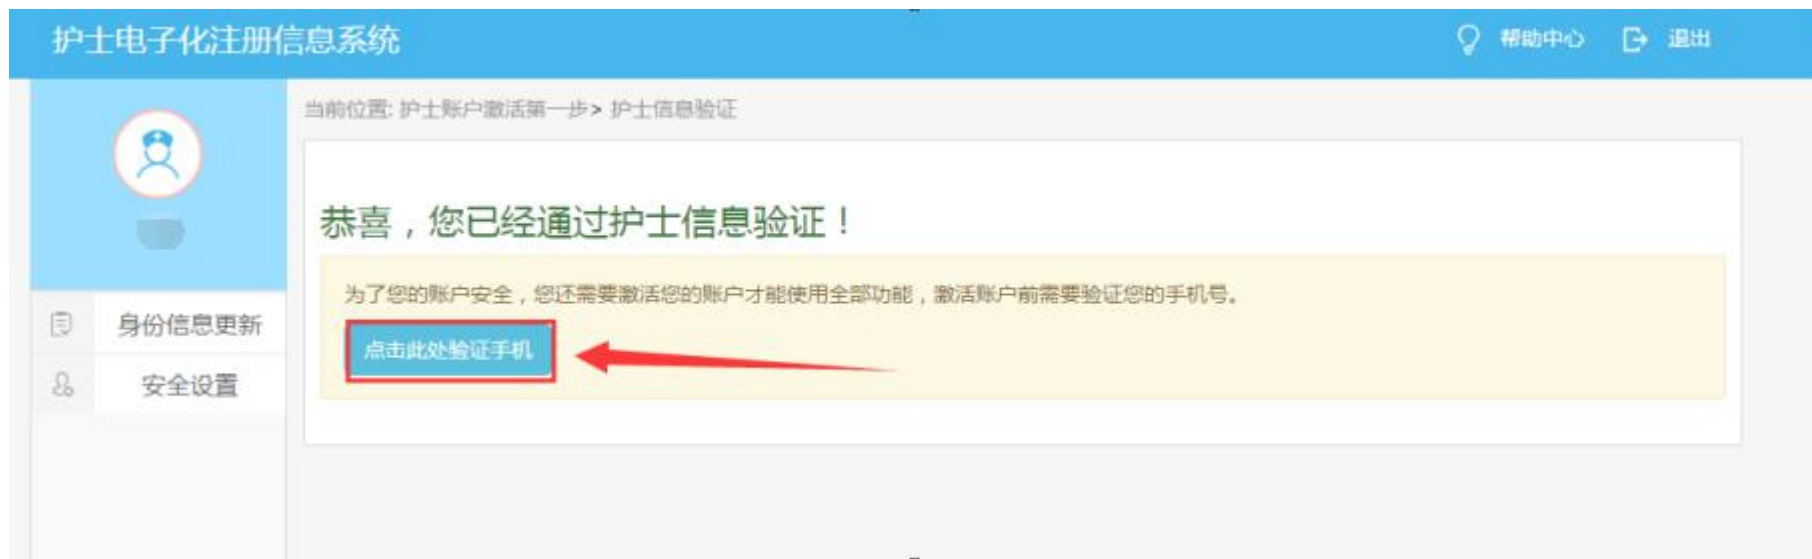 护士电子化注册信息系统
帮助中心
退出
当前位置: 护士账户激活第一步> 护士信息验证
恭喜，您已经通过护士信息验证！
为了您的账户安全，您还需要激活您的账户才能使用全部功能，激活账户前需要验证您的手机号。
点击此处验证手机
身份信息更新
安全设置